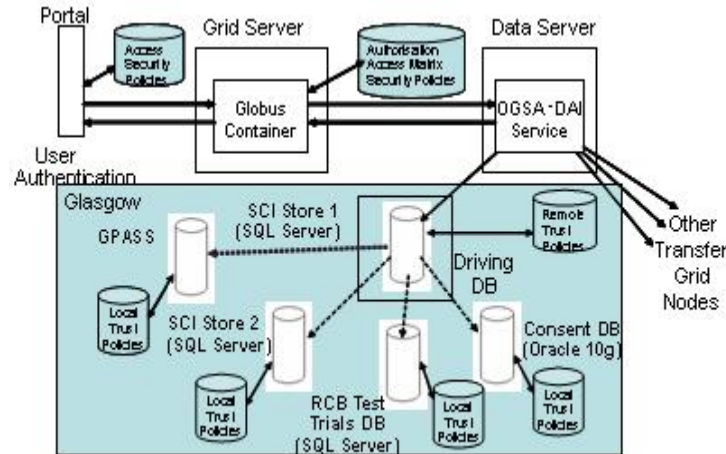 Portal
Grid Server
Data Server
Access
Security
Policies
Authorisation
Access Matrix
Security Policies
Globus
Container
OGSA-DAI
Service
User
Authentication
Glasgow
SCI Store 1
(SQL Server)
GPASS
Remote
Trust
Policies
Other
Transfer
Grid
Nodes
Driving
DB
Local
Trust
Policies
SCI Store 2
(SQL Server)
Consent DB
(Oracle 10g)
Local
Trust
Policies
RCB Test
Trials DB
(SQL Server)
Local
Trust
Policies
Local
Trust
Policies